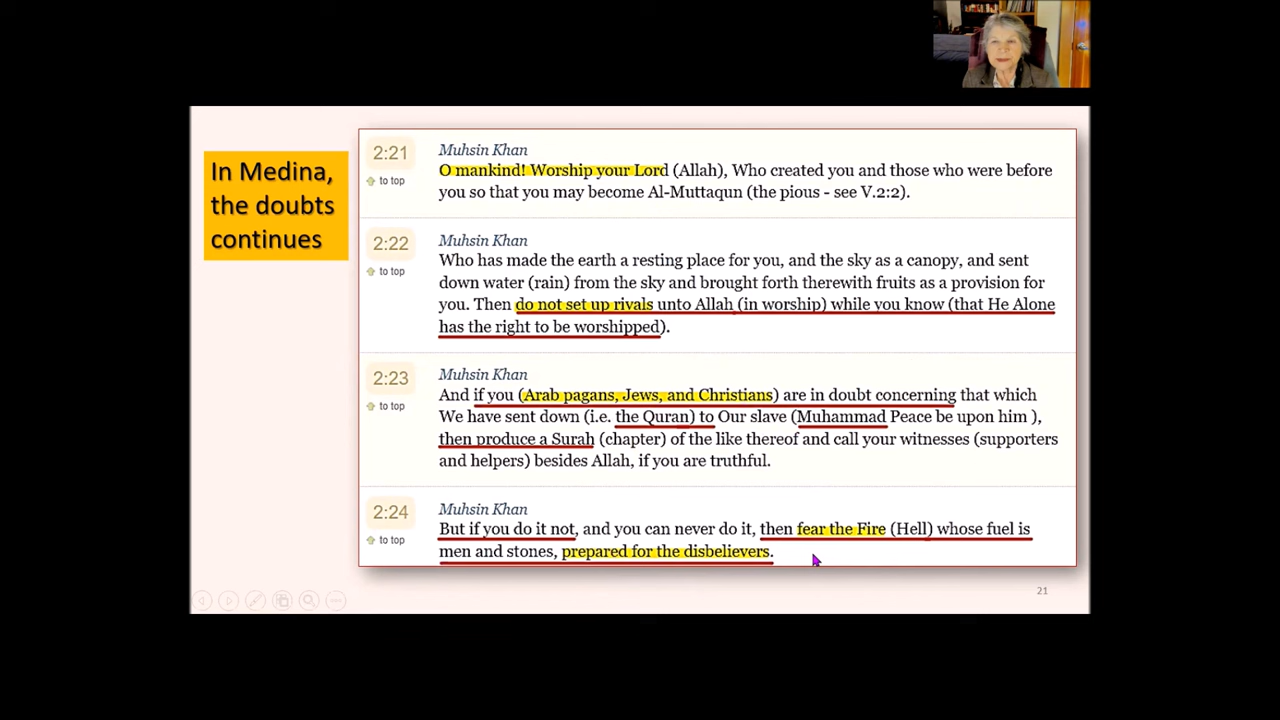 In Medina,
the doubts
continues
2:21
to top
Muhsin Khan
O mankind! Worship your Lord (Allah), Who created you and those who were before
you so that you may become Al-Muttaqun (the pious - see V.2:2).
2:22
to top
Muhsin Khan
Who has made the earth a resting place for you, and the sky as a canopy, and sent
down water (rain) from the sky and brought forth therewith fruits as a provision for
you. Then do not set up rivals unto Allah (in worship) while you know (that He Alone
has the right to be worshipped).
2:23
to top
Muhsin Khan
And if you (Arab pagans, Jews, and Christians) are in doubt concerning that which
We have sent down (i.e. the Quran) to Our slave (Muhammad Peace be upon him ),
then produce a Surah (chapter) of the like thereof and call your witnesses (supporters
and helpers) besides Allah, if you are truthful.
2:24
to top
Muhsin Khan
But if you do it not, and you can never do it, then fear the Fire (Hell) whose fuel is
men and stones, prepared for the disbelievers.
21